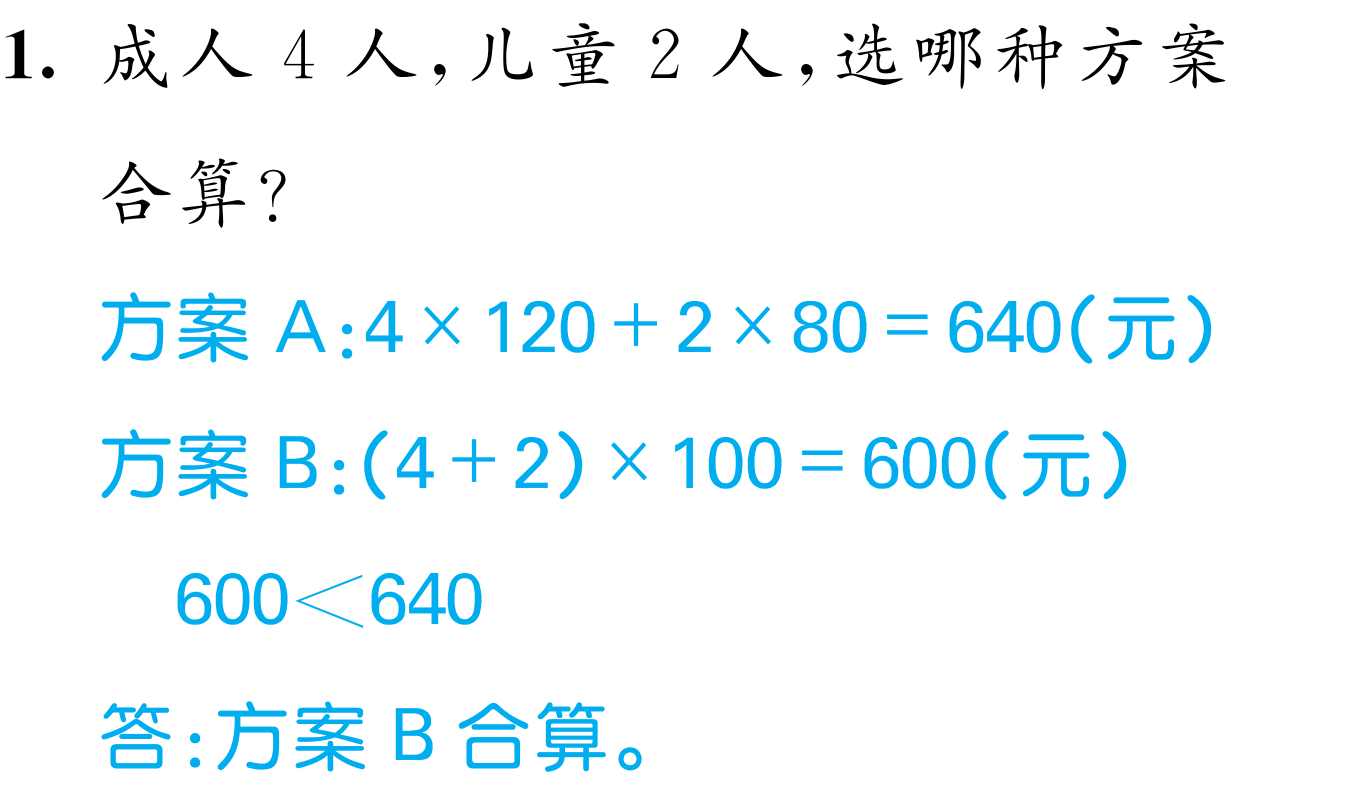 1. 成人 4 人,儿童 2 人,选哪种方案
合算?
方案 A:4×120+2×80=640(元)
方案 B:(4+2)×100=600(元)
600<640
答:方案 B 合算。